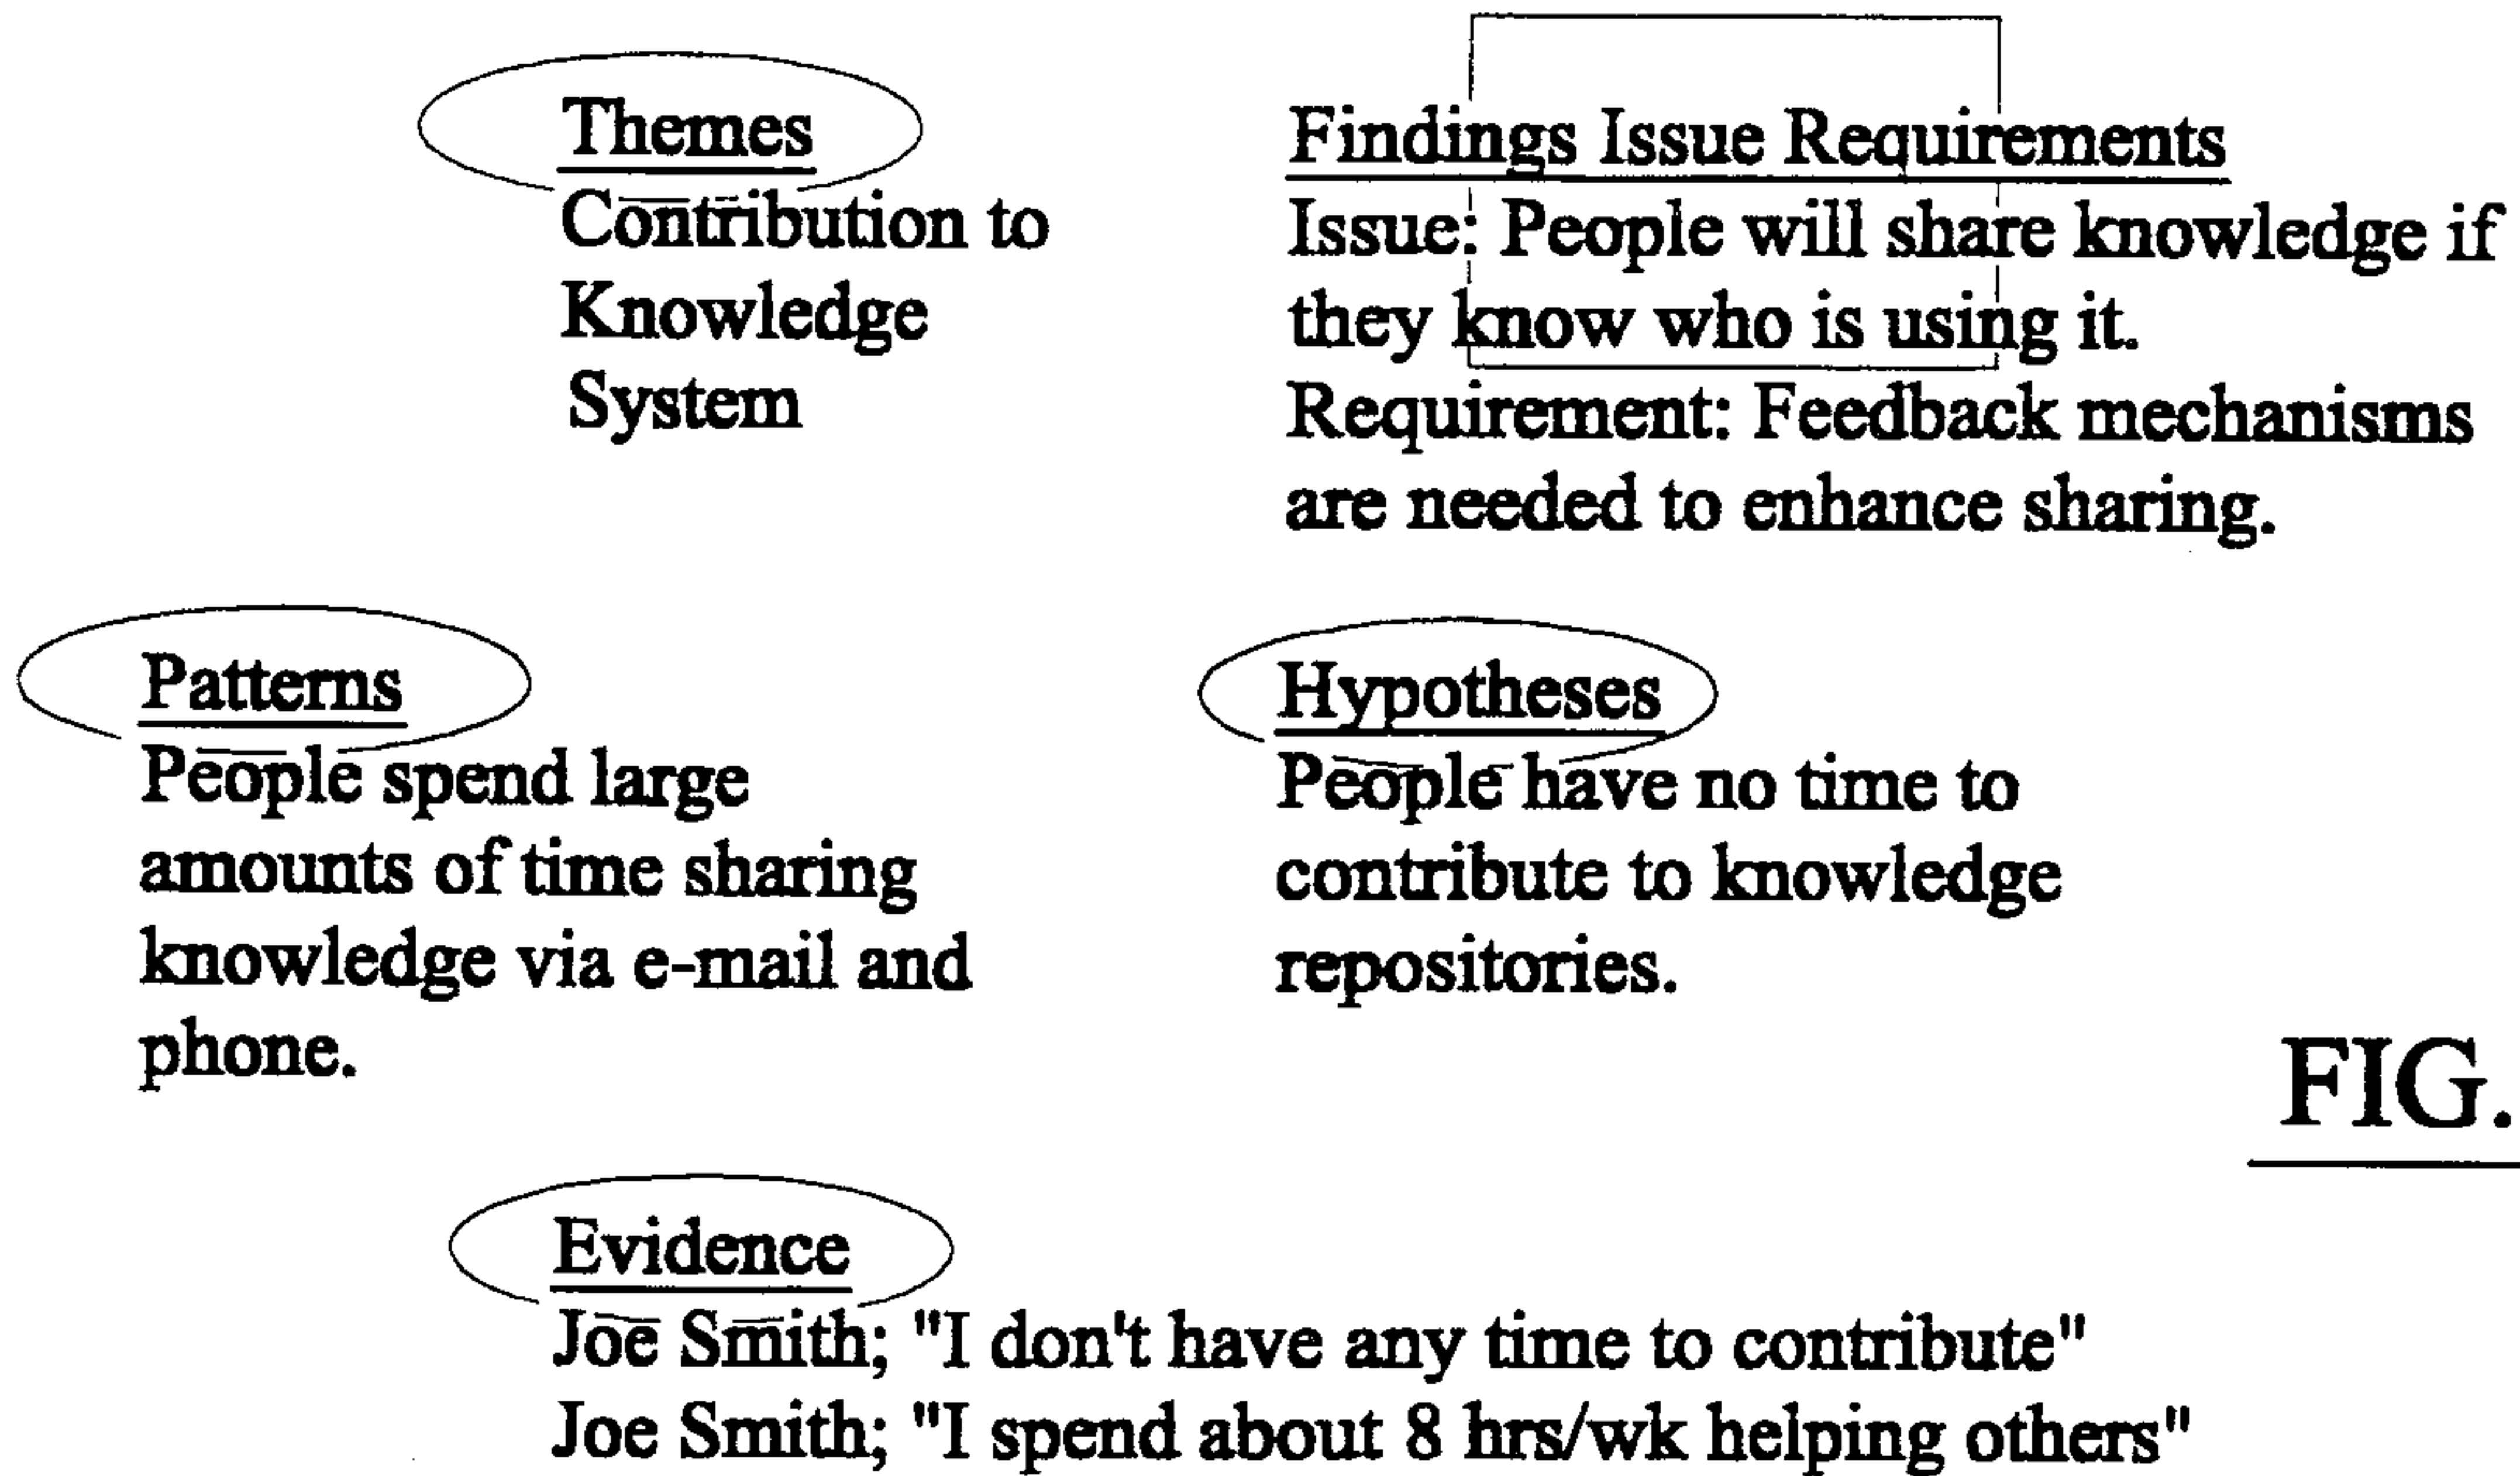 Themes
Contribution to
Knowledge
System
Findings Issue Requirements
Issue: People will share knowledge if
they know who is using it.
Requirement: Feedback mechanisms
are needed to enhance sharing.
Patterns
People spend large
amounts of time sharing
knowledge via e-mail and
phone.
Hypotheses
People have no time to
contribute to knowledge
repositories.
FIG.
Evidence
Joe Smith; "I don't have any time to contribute"
Joe Smith; "I spend about 8 hrs/wk helping others"